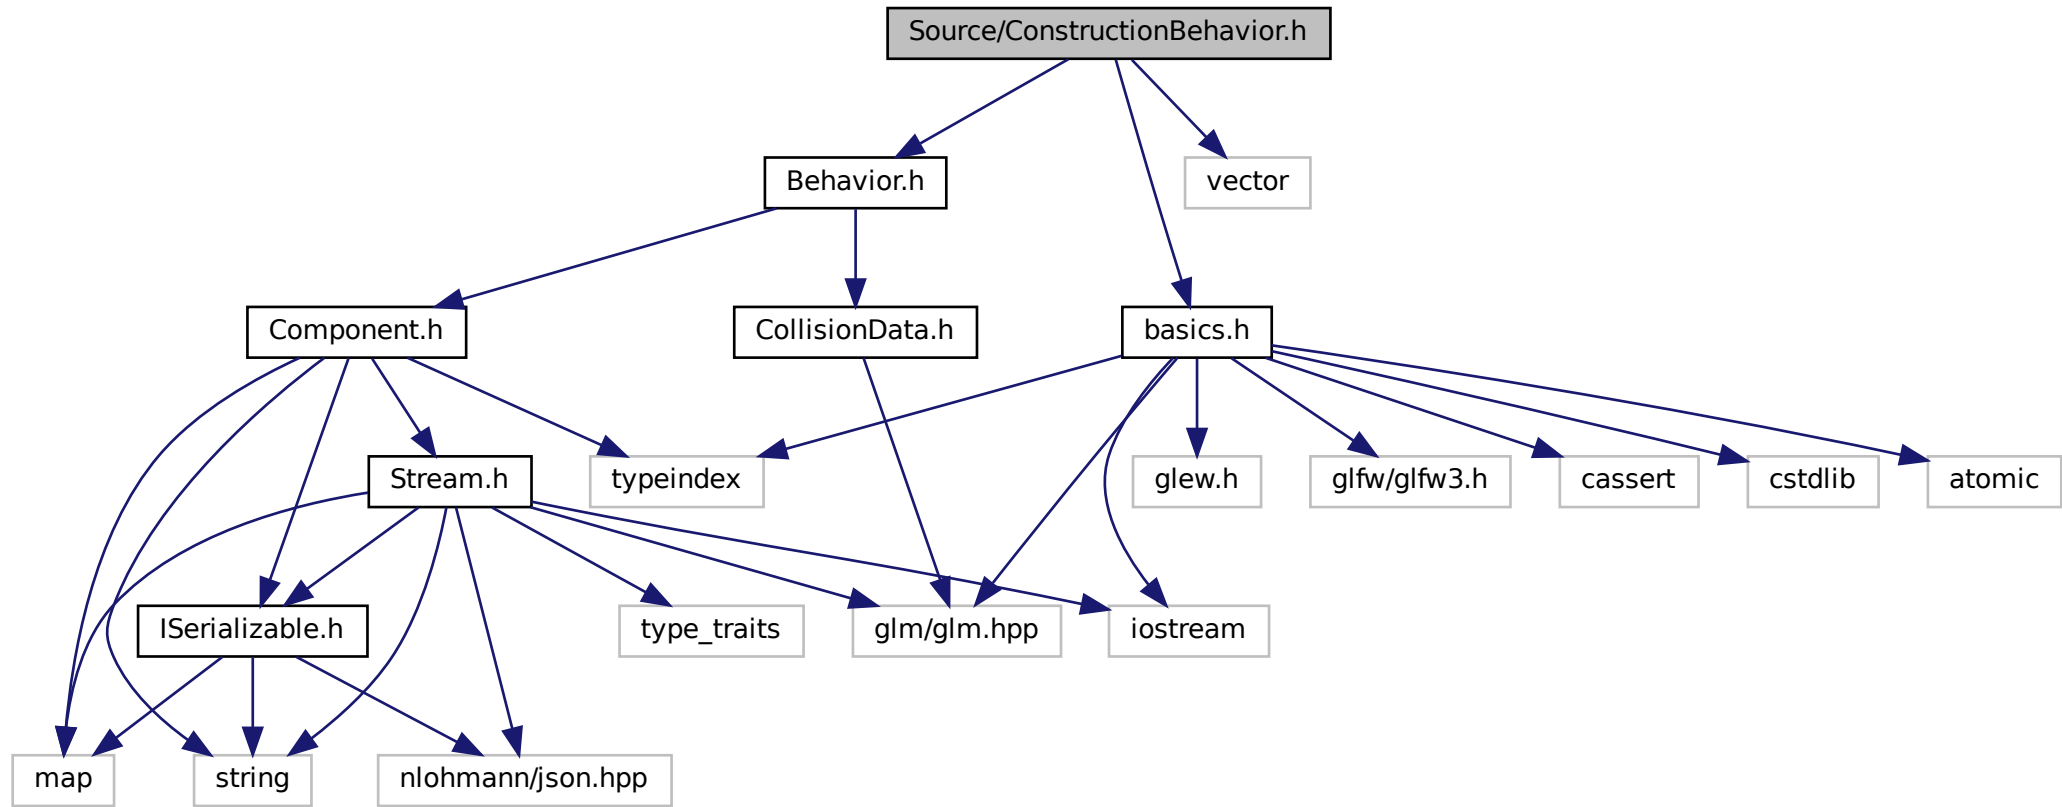 Source/ConstructionBehavior.h
Behavior.h
vector
Component.h
CollisionData.h
basics.h
Stream.h
typeindex
glew.h
glfw/glfw3.h
cassert
cstdlib
atomic
ISerializable.h
type_traits
glm/glm.hpp
iostream
map
string
nlohmann/json.hpp